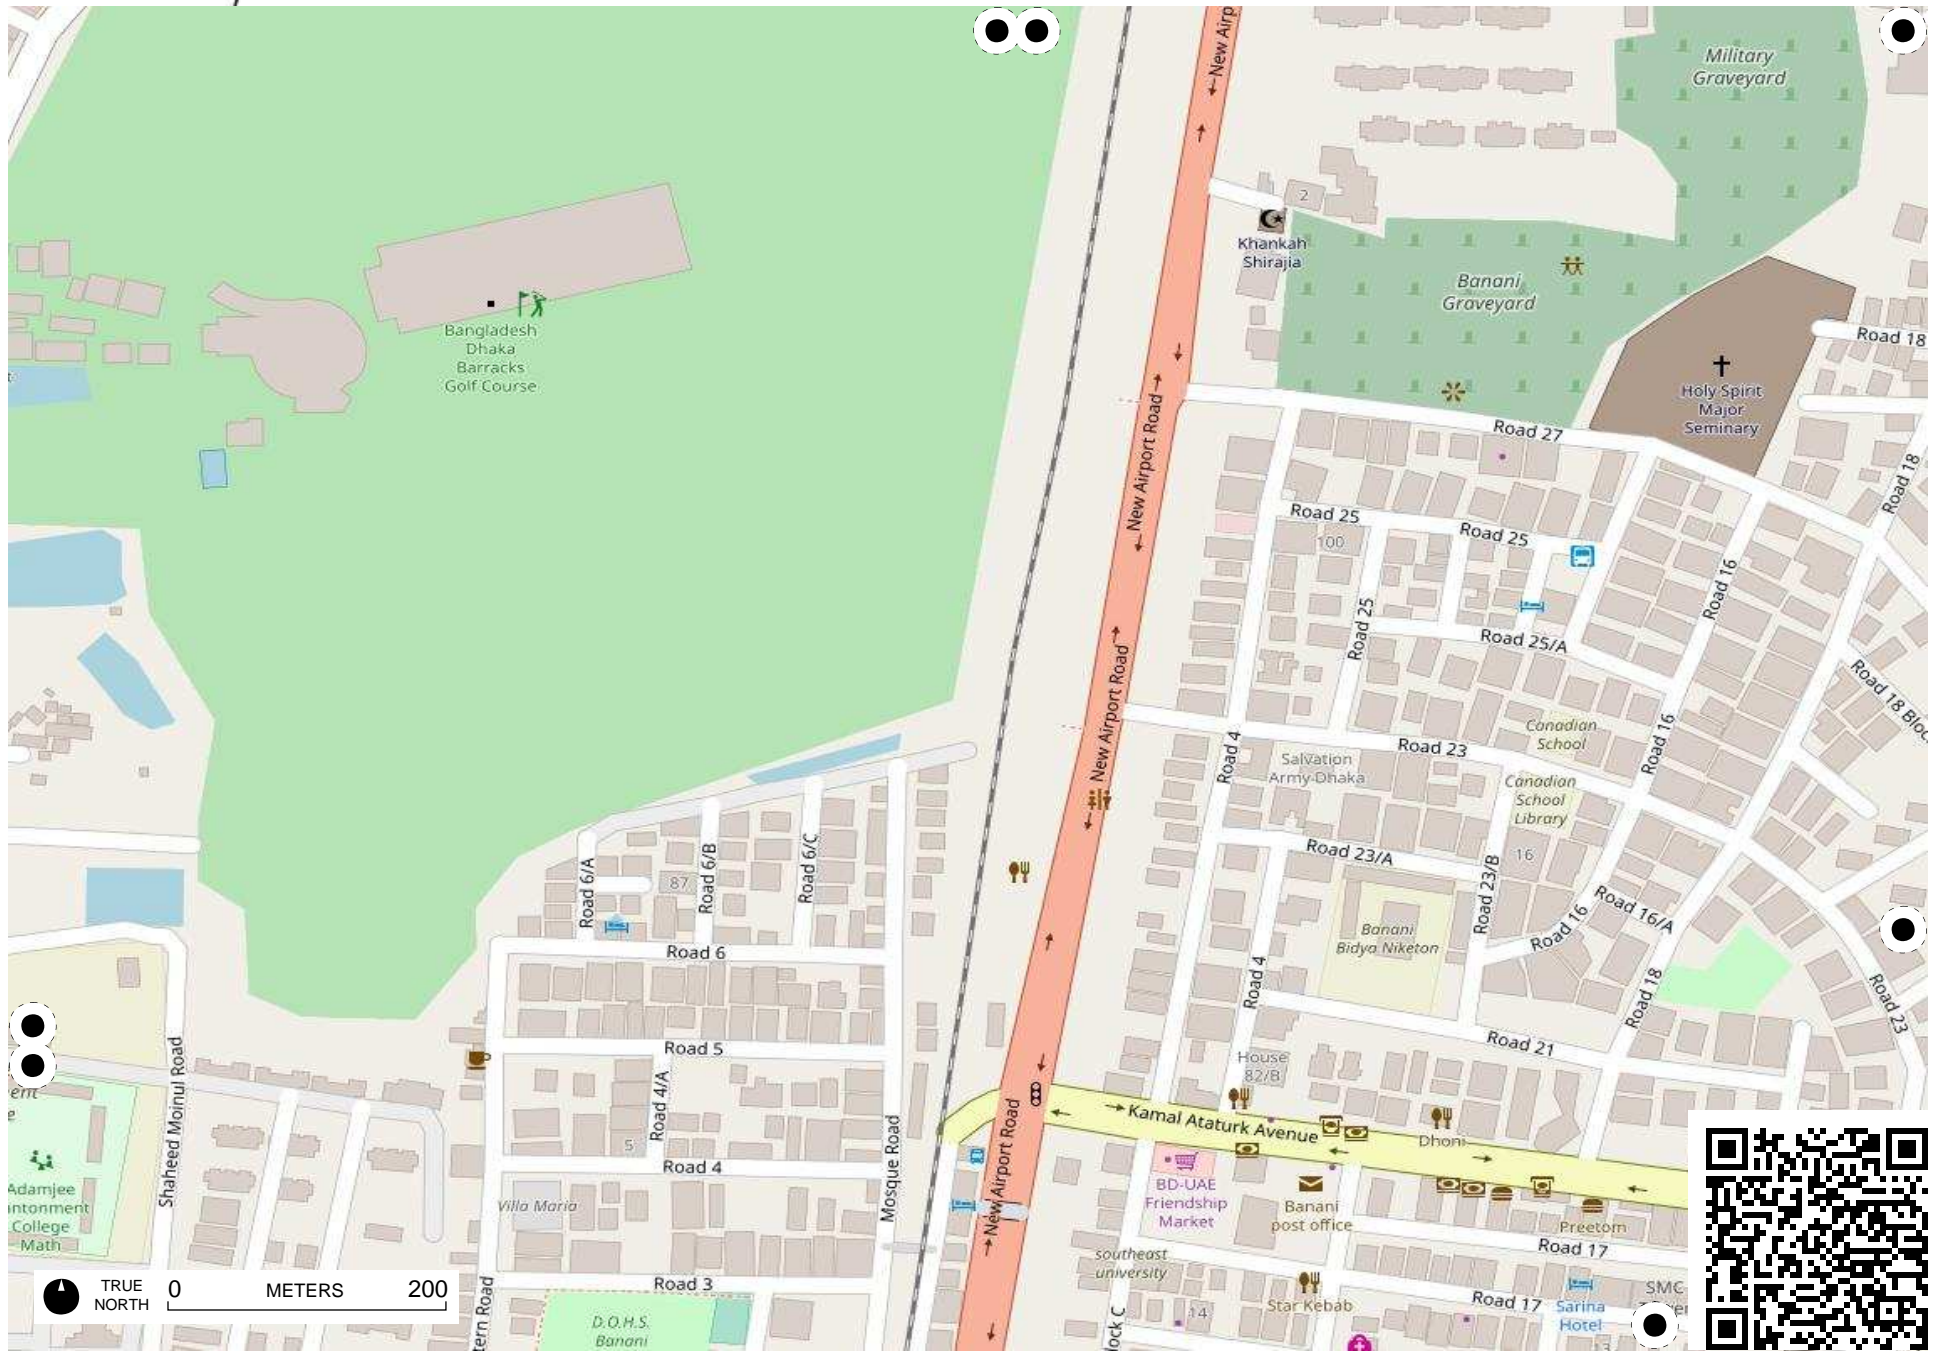 New Airp
Military
Graveyard
2
Khankah
Shirajia
Banani
Graveyard
Bangladesh
Dhaka
Barracks
Golf Course
Road 18
Holy Spirit
Major
Seminary
New Airport Road
Road 27
Road 18
Road 25
Road 25
100
Road 16
Road 25
Road 25/A
New Airport Road
Road 18 Bloc
Canadian
School
Road 16
Road 4
Road 23
Salvation
Army-Dhaka
Canadian
School
Library
Road 6/A
Road 6/B
Road 6/C
87
Road 23/A
16
Road 23/B
Road 16
Road 16/A
Banani
Bidya Niketon
Road 6
Road 4
Road 18
Road 23
Road 5
Road 21
House
82/B
Shaheed Moinul Road
Road 4/A
5
Mosque Road
New Airport Road
Kamal Ataturk Avenue
Dhoni
Road 4
Adamjee
antonment
College
Math
Villa Maria
BD-UAE
Friendship
Market
Banani
post office
Preetom
Road 17
southeast
university
TRUE
NORTH
0 METERS 200
Road 3
tern Road
D.O.H.S.
Banani
lock C
14
Star Kebab
Road 17
Sarina
Hotel
SMC
13